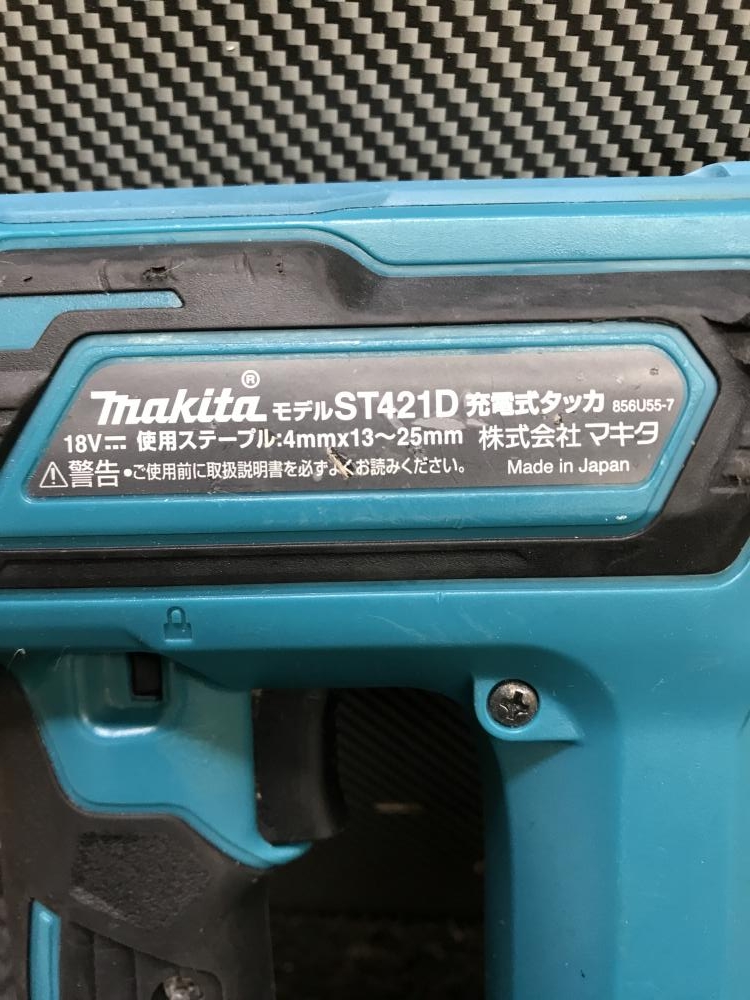 makita® モデルST421D 充電式タッカ 856U55-7
18V⎓ 使用ステープル:4mmx13～25mm 株式会社 マキタ
⚠警告 •ご使用前に取扱説明書を必ずよくお読みください。 Made in Japan